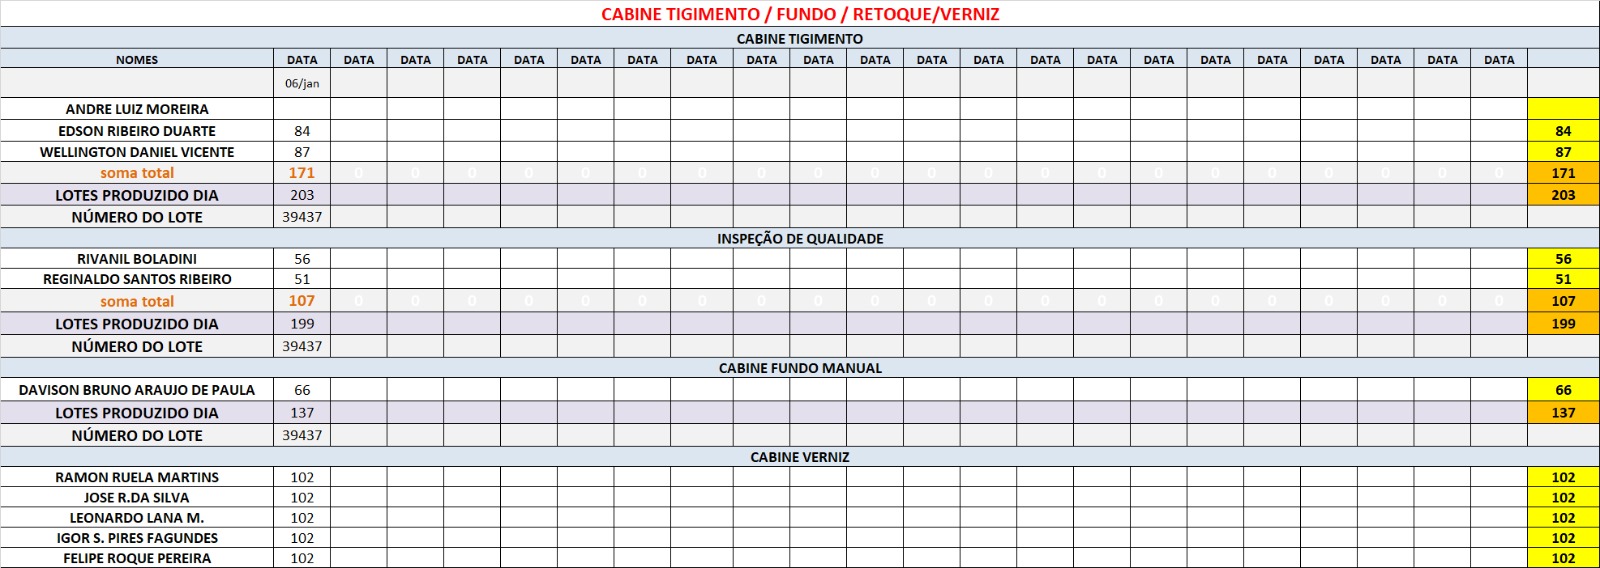 CABINE TIGIMENTO / FUNDO / RETOQUE/VERNIZ
CABINE TIGIMENTO
NOMES DATA DATA DATA DATA DATA DATA DATA DATA DATA DATA DATA DATA DATA DATA DATA DATA DATA DATA DATA DATA DATA DATA
06/jan
ANDRE LUIZ MOREIRA
EDSON RIBEIRO DUARTE 84 84
WELLINGTON DANIEL VICENTE 87 87
soma total 171 0 0 0 0 0 0 0 0 0 0 0 0 0 0 0 0 0 0 0 0 0 171
LOTES PRODUZIDO DIA 203 203
NÚMERO DO LOTE 39437
INSPEÇÃO DE QUALIDADE
RIVANIL BOLADINI 56 56
REGINALDO SANTOS RIBEIRO 51 51
soma total 107 0 0 0 0 0 0 0 0 0 0 0 0 0 0 0 0 0 0 0 0 0 107
LOTES PRODUZIDO DIA 199 199
NÚMERO DO LOTE 39437
CABINE FUNDO MANUAL
DAVISON BRUNO ARAUJO DE PAULA 66 66
LOTES PRODUZIDO DIA 137 137
NÚMERO DO LOTE 39437
CABINE VERNIZ
RAMON RUELA MARTINS 102 102
JOSE R.DA SILVA 102 102
LEONARDO LANA M. 102 102
IGOR S. PIRES FAGUNDES 102 102
FELIPE ROQUE PEREIRA 102 102